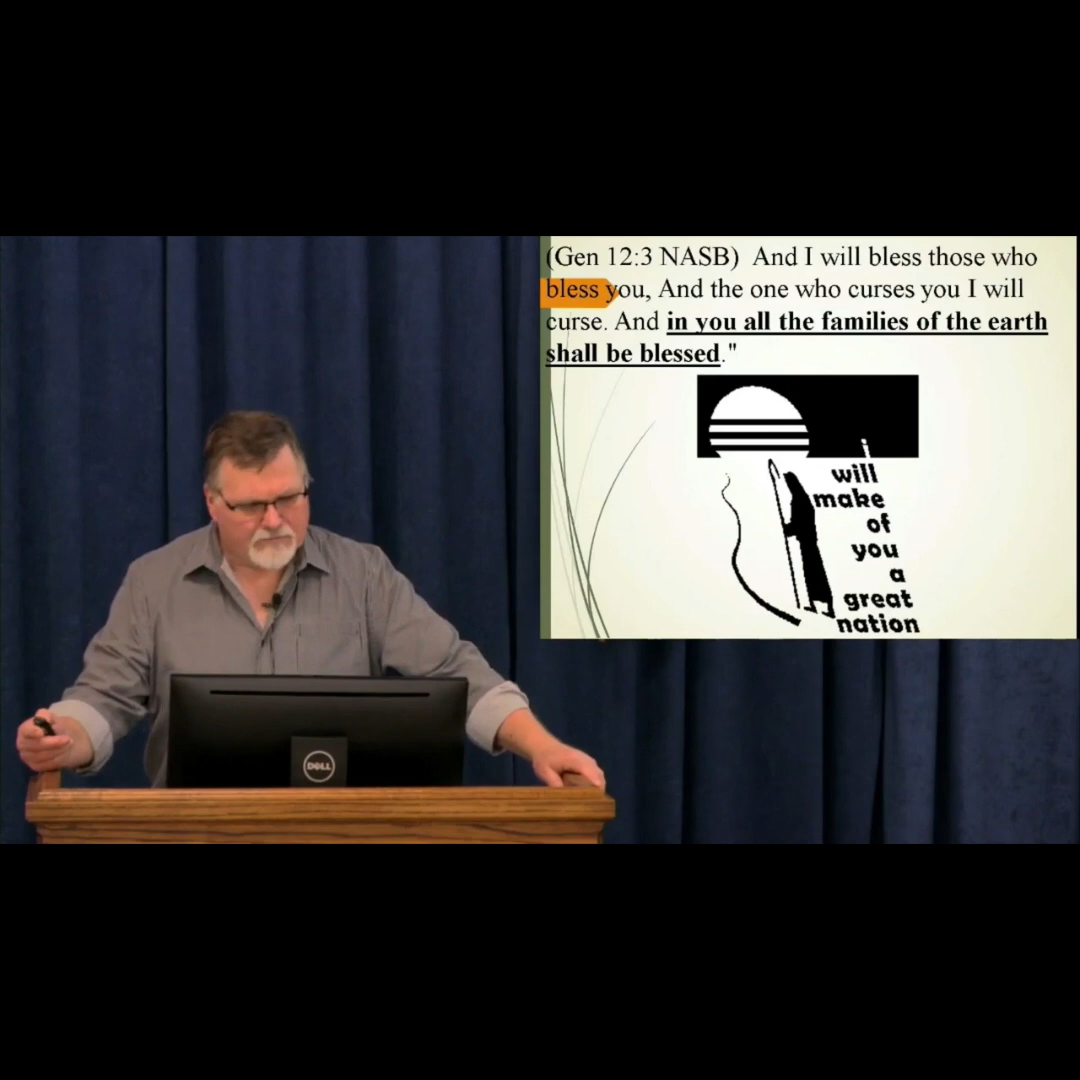 (Gen 12:3 NASB)  And I will bless those who
bless you, And the one who curses you I will
curse. And in you all the families of the earth
shall be blessed."
i
will
make
of
you
a
great
nation
DELL